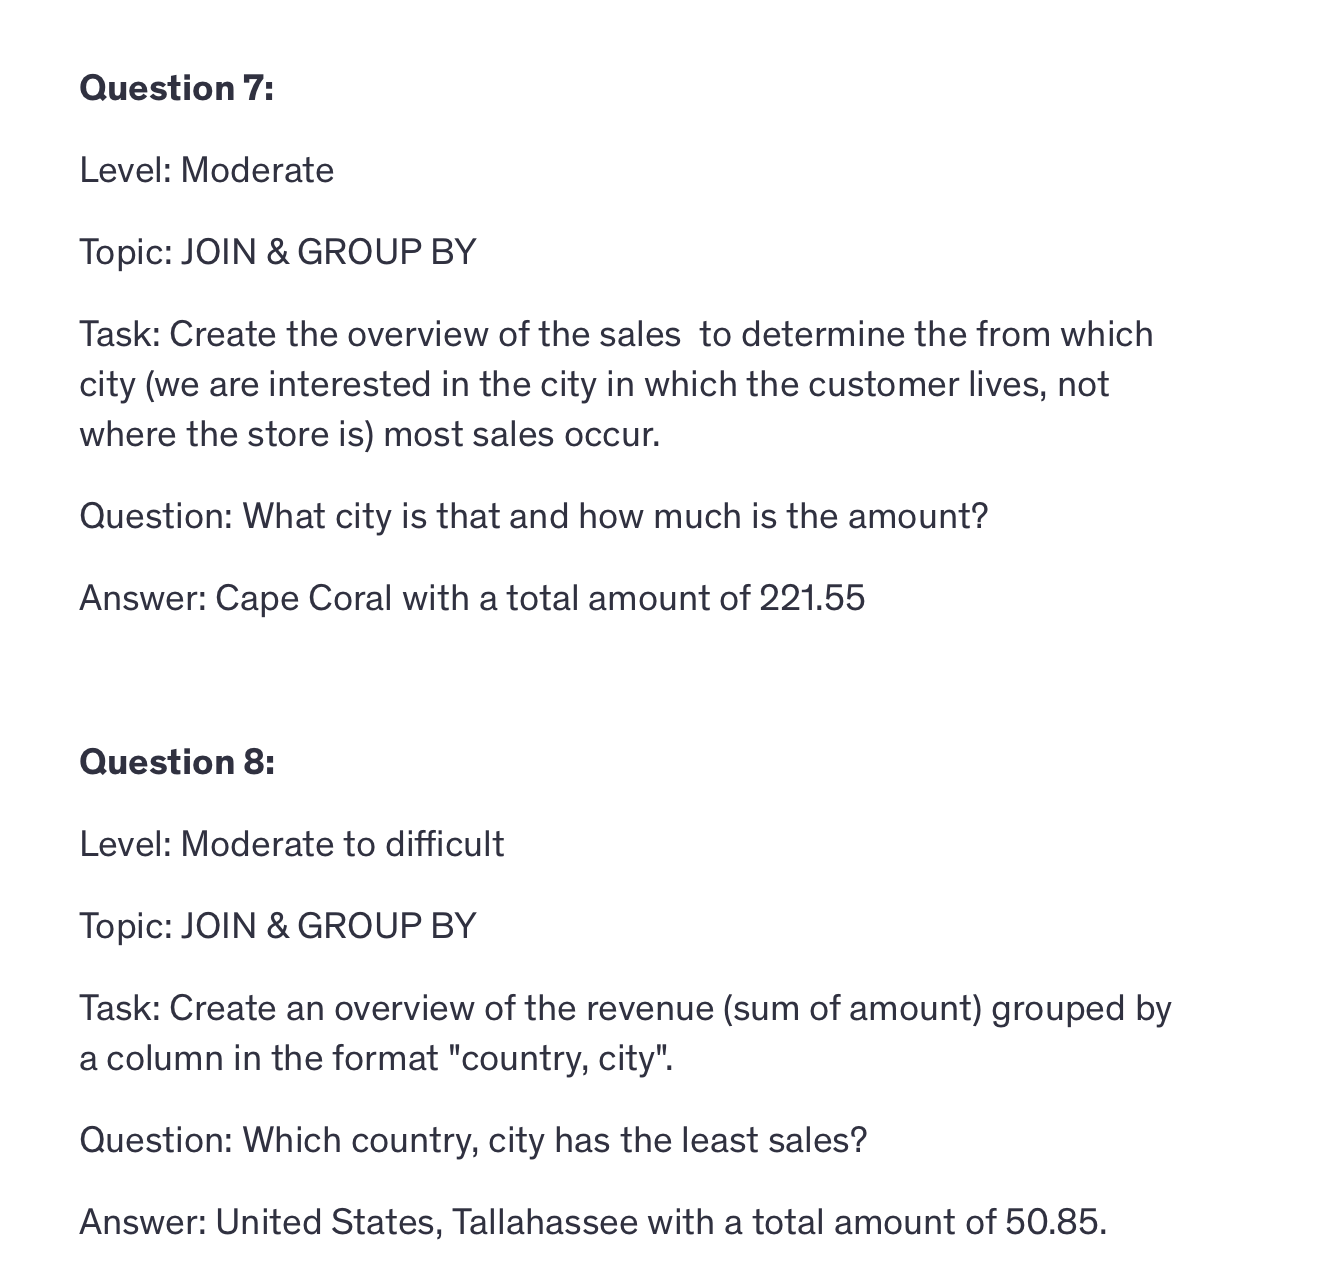 Question 7:
Level: Moderate
Topic: JOIN & GROUP BY
Task: Create the overview of the sales  to determine the from which
city (we are interested in the city in which the customer lives, not
where the store is) most sales occur.
Question: What city is that and how much is the amount?
Answer: Cape Coral with a total amount of 221.55
Question 8:
Level: Moderate to difficult
Topic: JOIN & GROUP BY
Task: Create an overview of the revenue (sum of amount) grouped by
a column in the format "country, city".
Question: Which country, city has the least sales?
Answer: United States, Tallahassee with a total amount of 50.85.